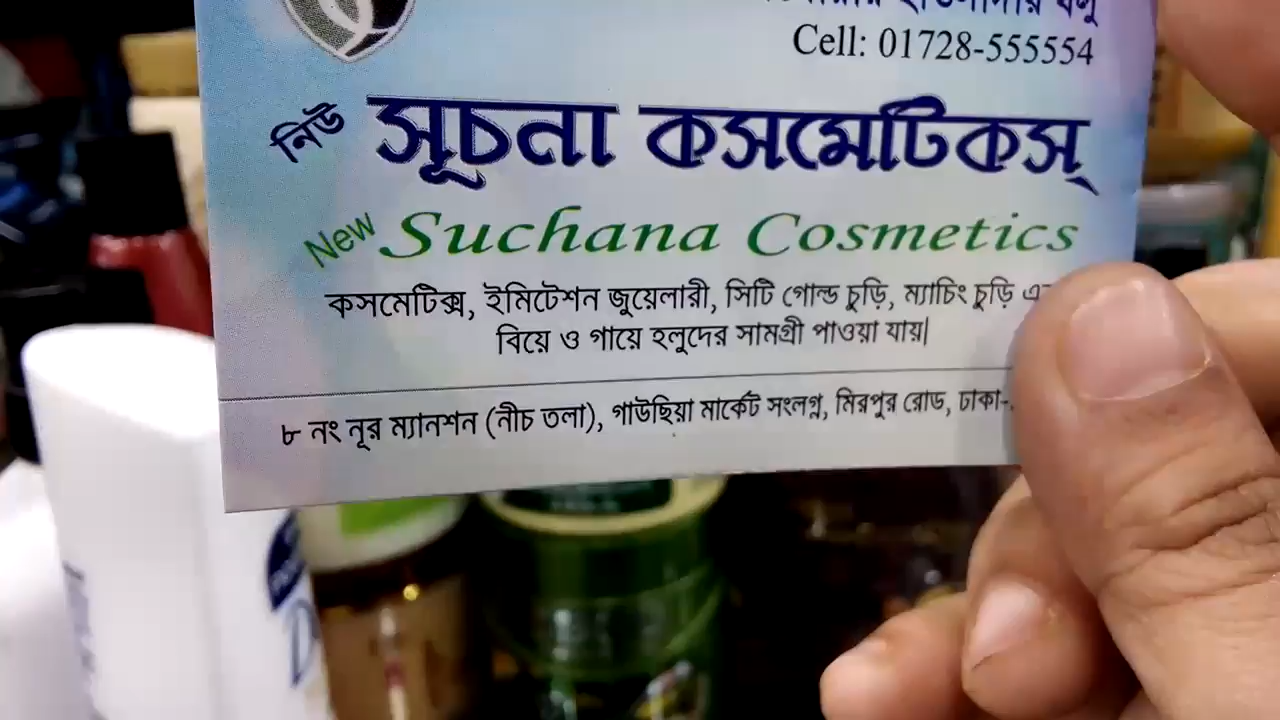 Cell: 01728-555554
নিউ সূচনা কসমেটিকস্
New Suchana Cosmetics
কসমেটিক্স, ইমিটেশন জুয়েলারী, সিটি গোল্ড চুড়ি, ম্যাচিং চুড়ি
বিয়ে ও গায়ে হলুদের সামগ্রী পাওয়া যায়|
৮ নং নূর ম্যানশন (নীচ তলা), গাউছিয়া মার্কেট সংলগ্ন, মিরপুর রোড, ঢাকা-